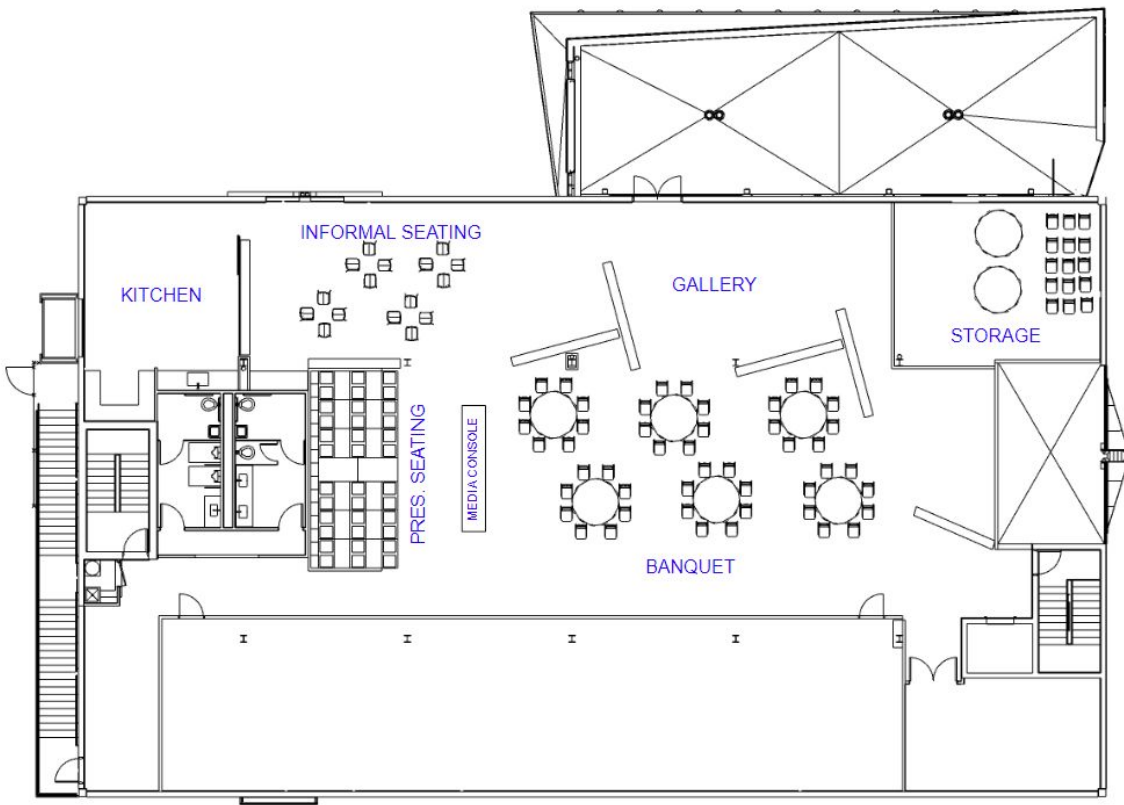 INFORMAL SEATING
KITCHEN
GALLERY
STORAGE
PRES. SEATING
MEDIA CONSOLE
BANQUET